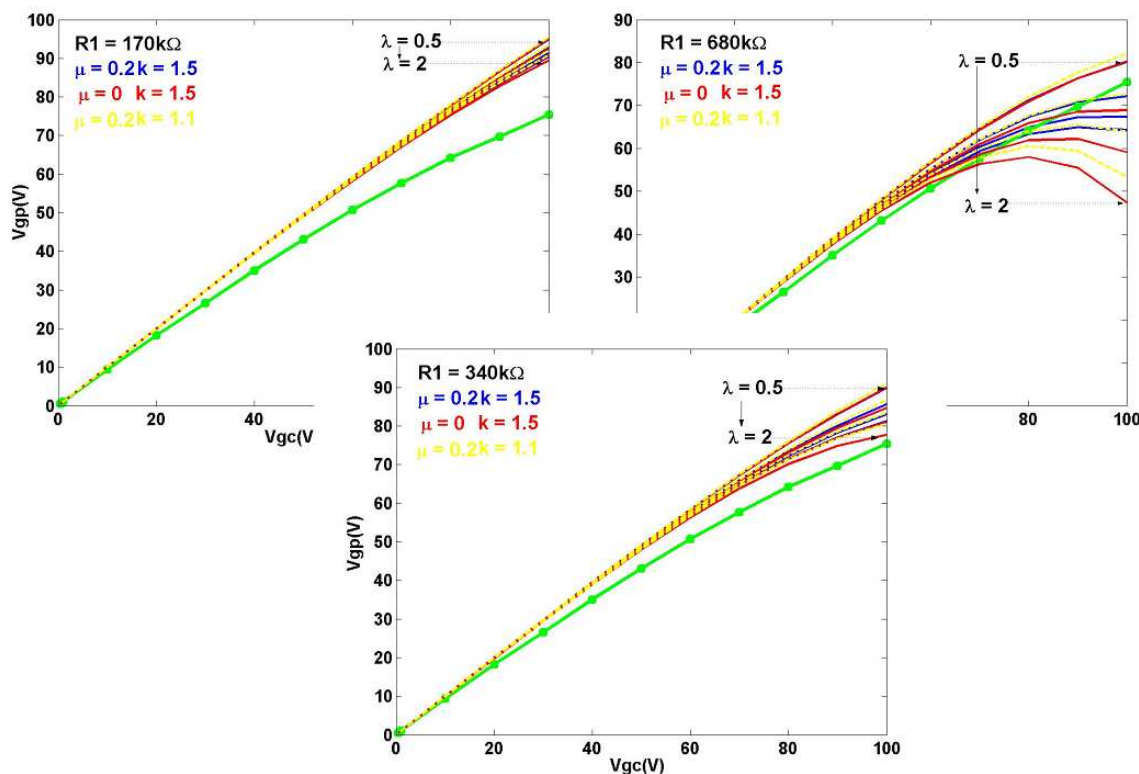 100
90
80
70
60
50
40
30
20
10
0
Vgp(V)
R1 = 170kΩ
μ = 0.2k = 1.5
μ = 0 k = 1.5
μ = 0.2k = 1.1
λ = 0.5
λ = 2
0 20 40
Vgc(V
90
80
70
60
50
40
30
Vgp(V)
R1 = 680kΩ
μ = 0.2k = 1.5
μ = 0 k = 1.5
μ = 0.2k = 1.1
λ = 0.5
λ = 2
80 100
100
90
80
70
60
50
40
30
20
10
0
Vgp(V)
R1 = 340kΩ
μ = 0.2k = 1.5
μ = 0 k = 1.5
μ = 0.2k = 1.1
λ = 0.5
λ = 2
0 20 40 60 80 100
Vgc(V)